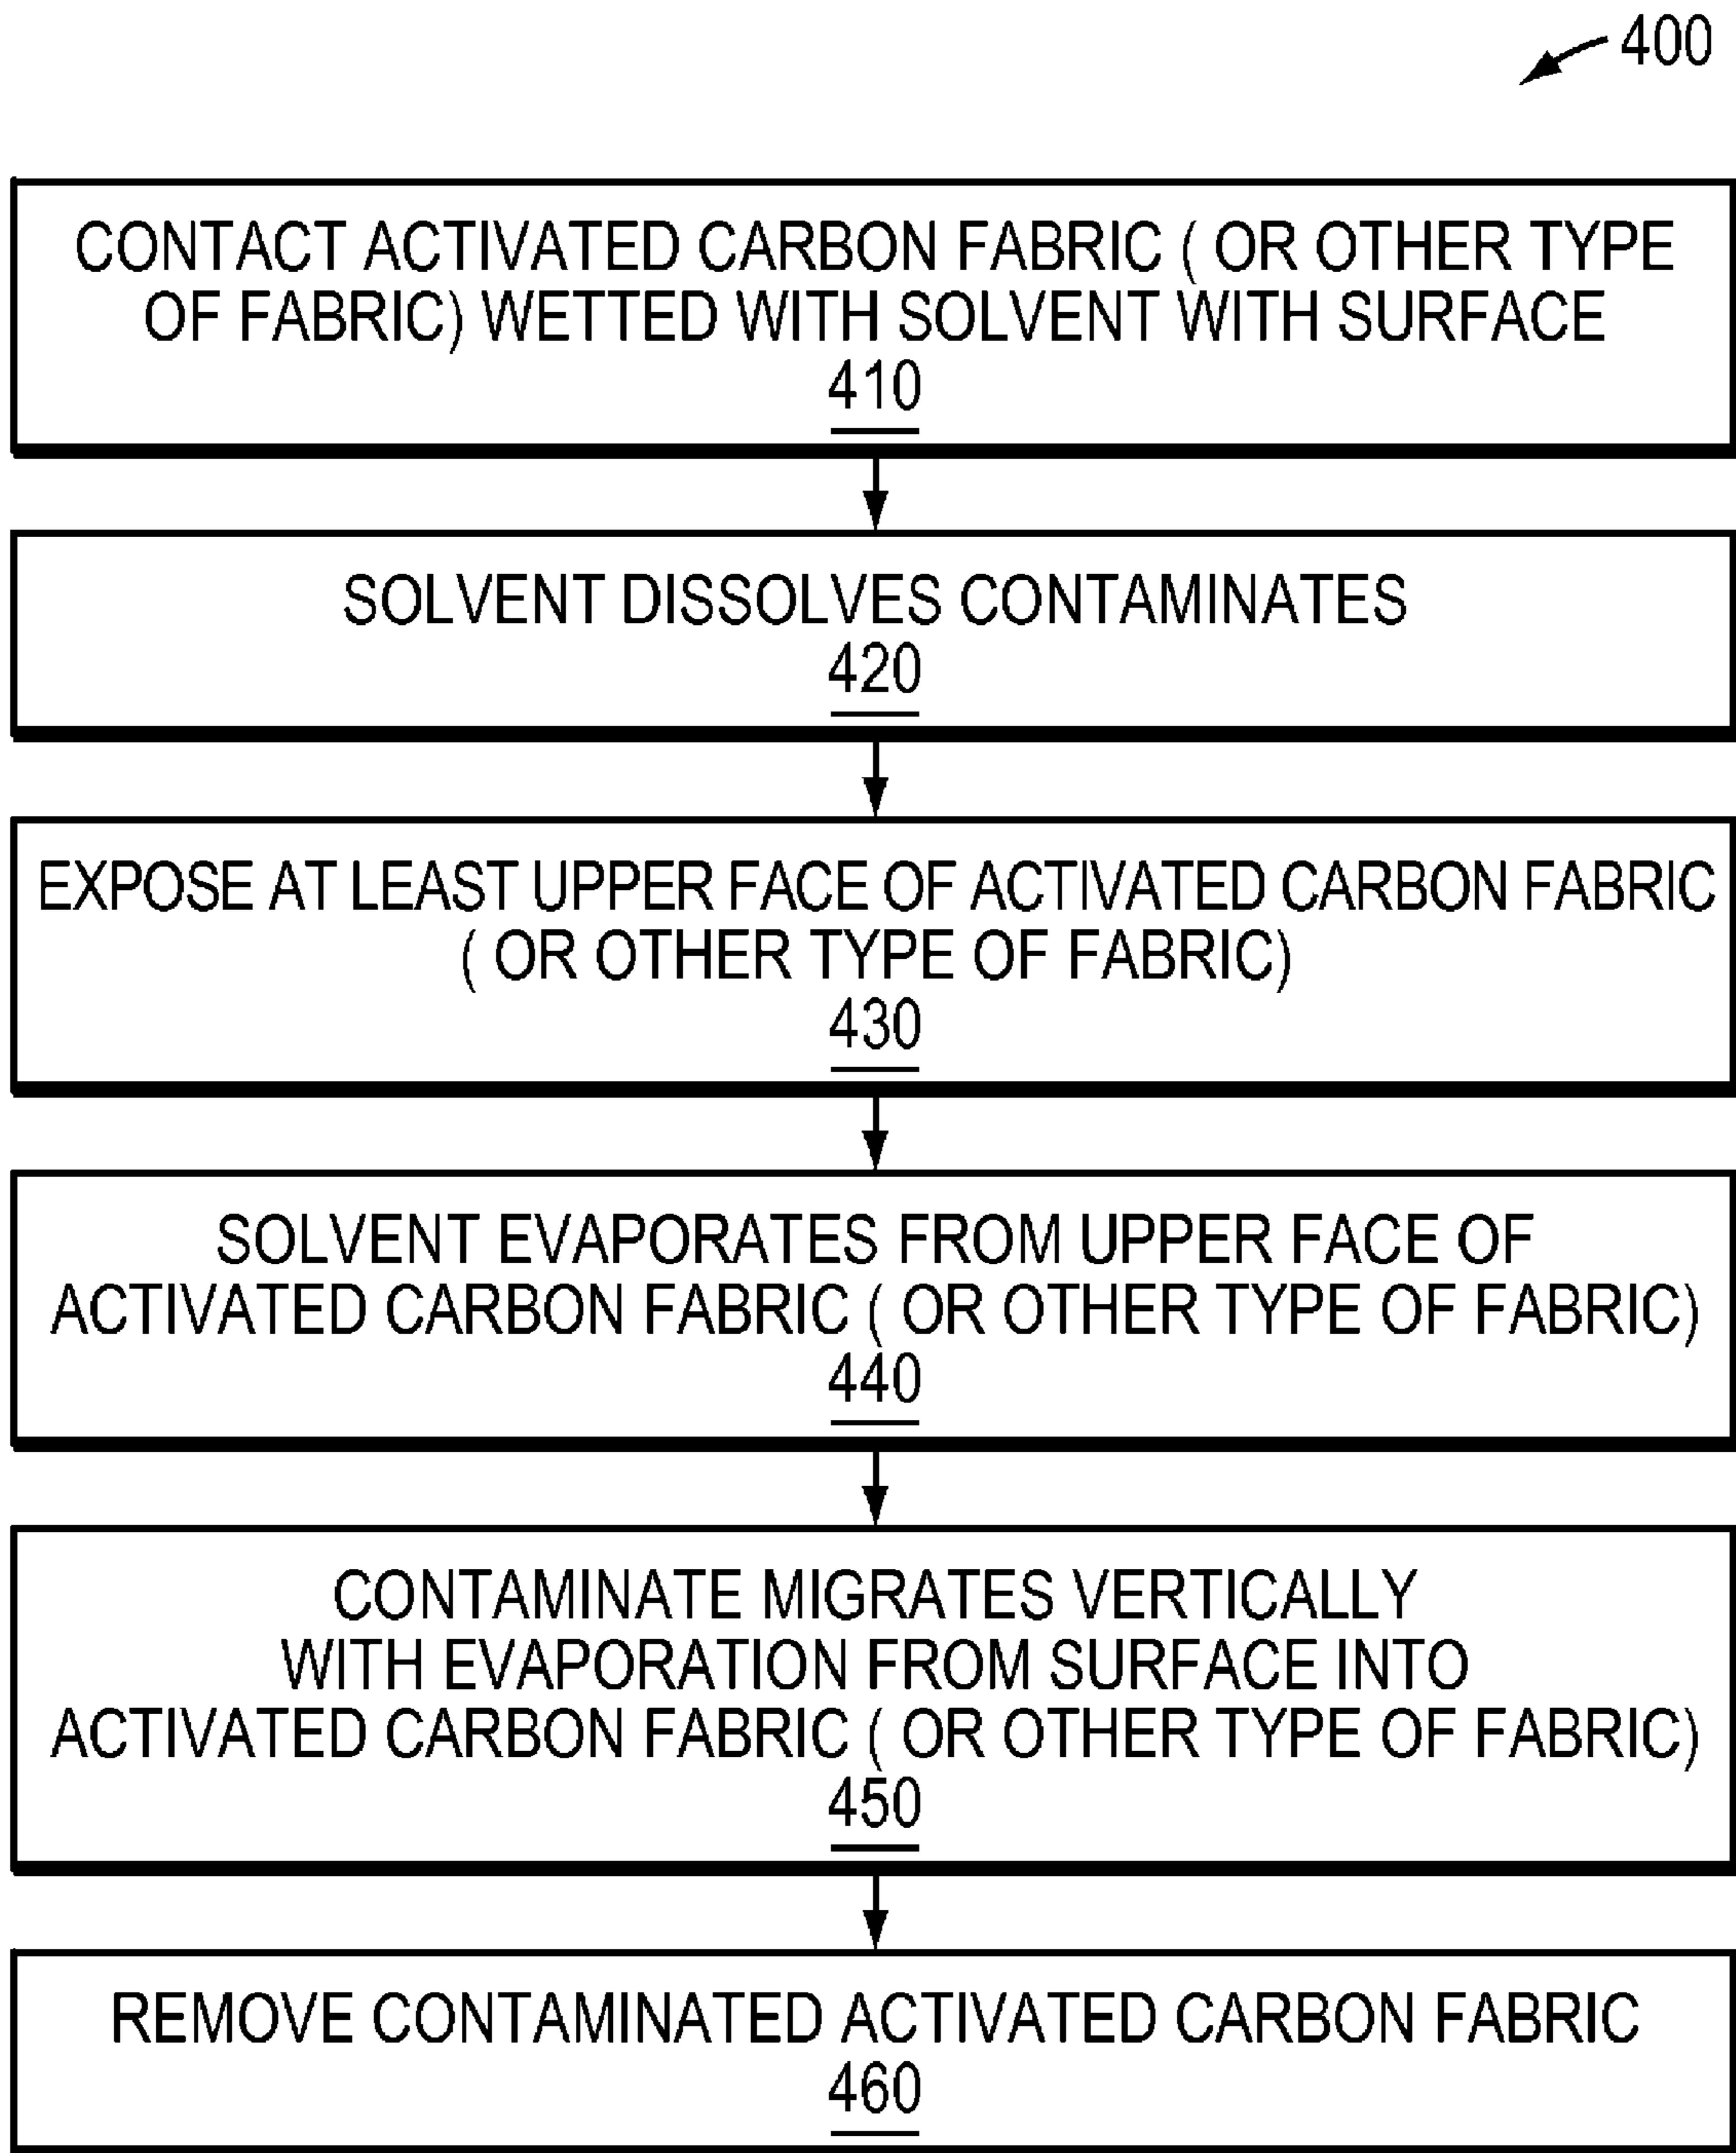 400
CONTACT ACTIVATED CARBON FABRIC ( OR OTHER TYPE
OF FABRIC) WETTED WITH SOLVENT WITH SURFACE
410
SOLVENT DISSOLVES CONTAMINATES
420
EXPOSE AT LEAST UPPER FACE OF ACTIVATED CARBON FABRIC
( OR OTHER TYPE OF FABRIC)
430
SOLVENT EVAPORATES FROM UPPER FACE OF
ACTIVATED CARBON FABRIC ( OR OTHER TYPE OF FABRIC)
440
CONTAMINATE MIGRATES VERTICALLY
WITH EVAPORATION FROM SURFACE INTO
ACTIVATED CARBON FABRIC ( OR OTHER TYPE OF FABRIC)
450
REMOVE CONTAMINATED ACTIVATED CARBON FABRIC
460